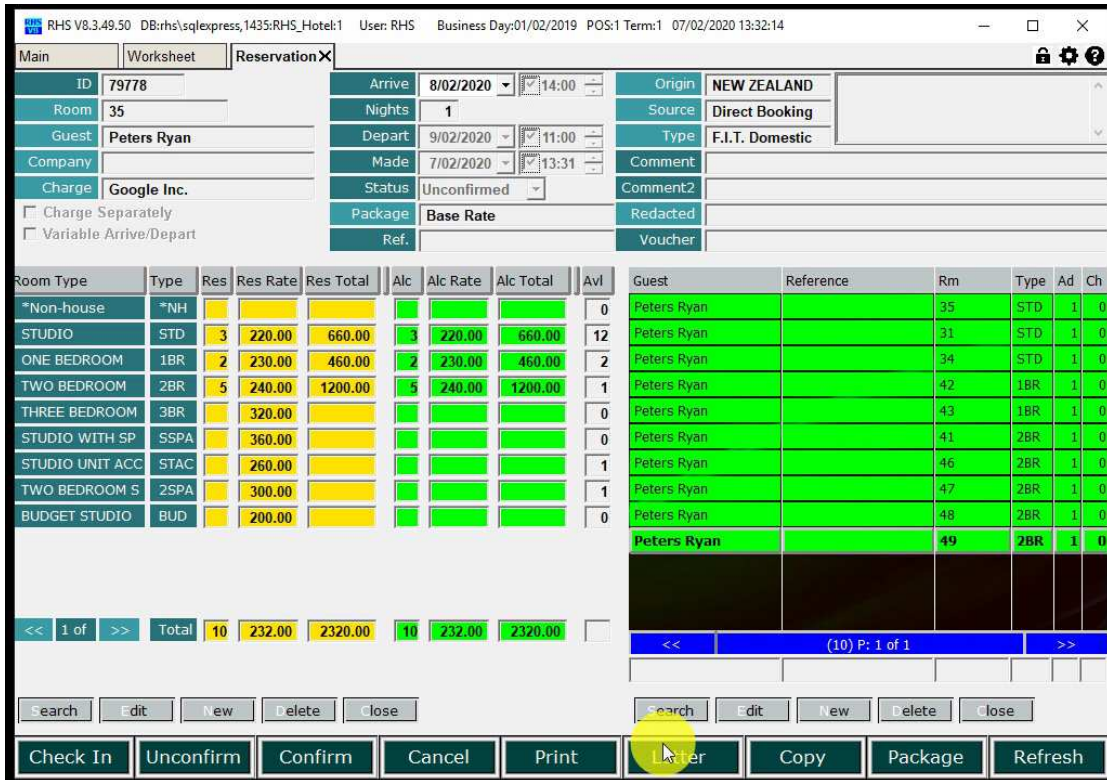 RHS V8 RHS V8.3.49.50 DB:rhs\sqlexpress,1435:RHS_Hotel:1 User: RHS Business Day:01/02/2019 POS:1 Term:1 07/02/2020 13:32:14
Main Worksheet Reservation X
ID 79778 Arrive 8/02/2020 14:00 Origin NEW ZEALAND
Room 35 Nights 1 Source Direct Booking
Guest Peters Ryan Depart 9/02/2020 11:00 Type F.I.T. Domestic
Company Made 7/02/2020 13:31 Comment
Charge Google Inc. Status Unconfirmed Comment2
Charge Separately Package Base Rate Redacted
Variable Arrive/Depart Ref. Voucher
Room Type Type Res Res Rate Res Total Alc Alc Rate Alc Total Avl Guest Reference Rm Type Ad Ch
*Non-house *NH 0 Peters Ryan 35 STD 1 0
STUDIO STD 3 220.00 660.00 3 220.00 660.00 12 Peters Ryan 31 STD 1 0
ONE BEDROOM 1BR 2 230.00 460.00 2 230.00 460.00 2 Peters Ryan 34 STD 1 0
TWO BEDROOM 2BR 5 240.00 1200.00 5 240.00 1200.00 1 Peters Ryan 42 1BR 1 0
THREE BEDROOM 3BR 320.00 0 Peters Ryan 43 1BR 1 0
STUDIO WITH SP SSPA 360.00 0 Peters Ryan 41 2BR 1 0
STUDIO UNIT ACC STAC 260.00 1 Peters Ryan 46 2BR 1 0
TWO BEDROOM S 2SPA 300.00 1 Peters Ryan 47 2BR 1 0
BUDGET STUDIO BUD 200.00 0 Peters Ryan 48 2BR 1 0
Peters Ryan 49 2BR 1 0
<< 1 of >> Total 10 232.00 2320.00 10 232.00 2320.00
<< (10) P: 1 of 1 >>
Search Edit New Delete Close Search Edit New Delete Close
Check In Unconfirm Confirm Cancel Print Letter Copy Package Refresh